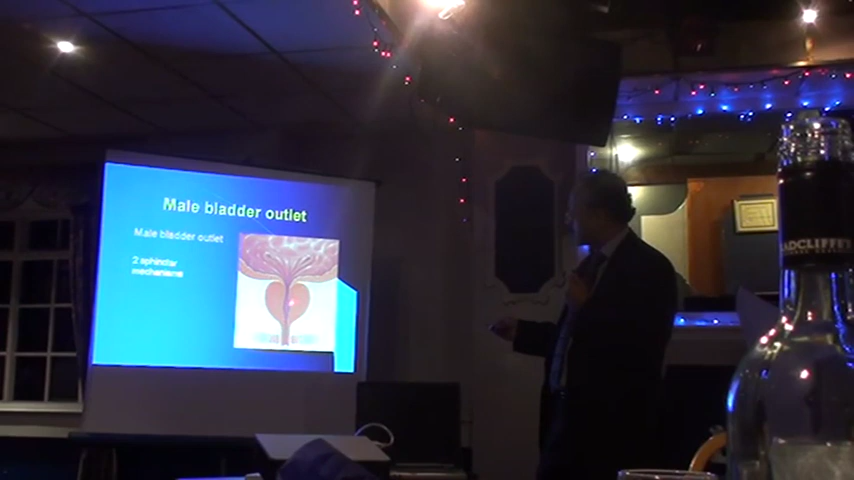 Male bladder outlet
Male bladder outlet
2 sphincter
mechanisms
ADCLIFFE